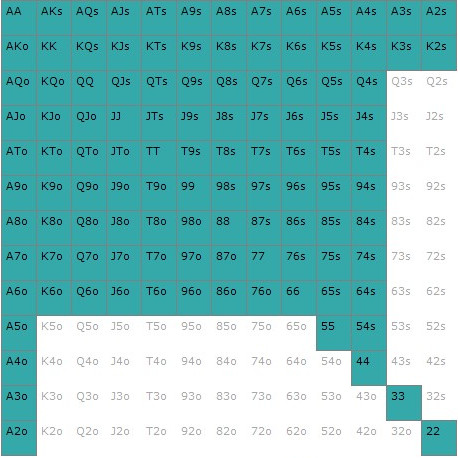 AA AKs AQs AJs ATs A9s A8s A7s A6s A5s A4s A3s A2s
AKo KK KQs KJs KTs K9s K8s K7s K6s K5s K4s K3s K2s
AQo KQo QQ QJs QTs Q9s Q8s Q7s Q6s Q5s Q4s Q3s Q2s
AJo KJo QJo JJ JTs J9s J8s J7s J6s J5s J4s J3s J2s
ATo KTo QTo JTo TT T9s T8s T7s T6s T5s T4s T3s T2s
A9o K9o Q9o J9o T9o 99 98s 97s 96s 95s 94s 93s 92s
A8o K8o Q8o J8o T8o 98o 88 87s 86s 85s 84s 83s 82s
A7o K7o Q7o J7o T7o 97o 87o 77 76s 75s 74s 73s 72s
A6o K6o Q6o J6o T6o 96o 86o 76o 66 65s 64s 63s 62s
A5o K5o Q5o J5o T5o 95o 85o 75o 65o 55 54s 53s 52s
A4o K4o Q4o J4o T4o 94o 84o 74o 64o 54o 44 43s 42s
A3o K3o Q3o J3o T3o 93o 83o 73o 63o 53o 43o 33 32s
A2o K2o Q2o J2o T2o 92o 82o 72o 62o 52o 42o 32o 22